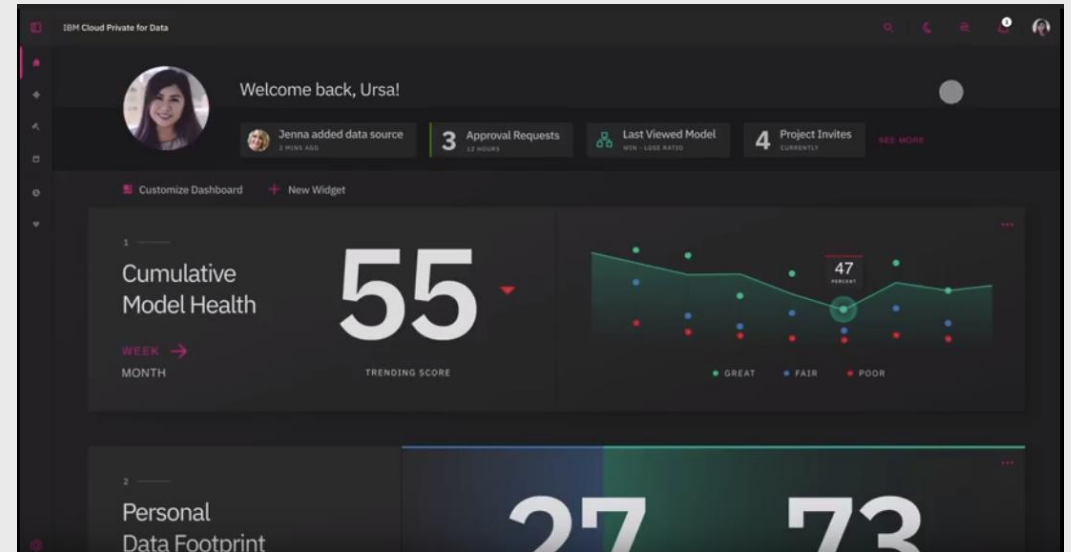 IBM Cloud Private for Data
1
Welcome back, Ursa!
Jenna added data source
2 MINS AGO
3
Approval Requests
12 HOURS
Last Viewed Model
WIN - LOSE RATIO
4
Project Invites
CURRENTLY
SEE MORE
Customize Dashboard
New Widget
1
Cumulative
Model Health
WEEK
MONTH
55
TRENDING SCORE
47
PERCENT
GREAT
FAIR
POOR
2
Personal
Data Footprint
27
73